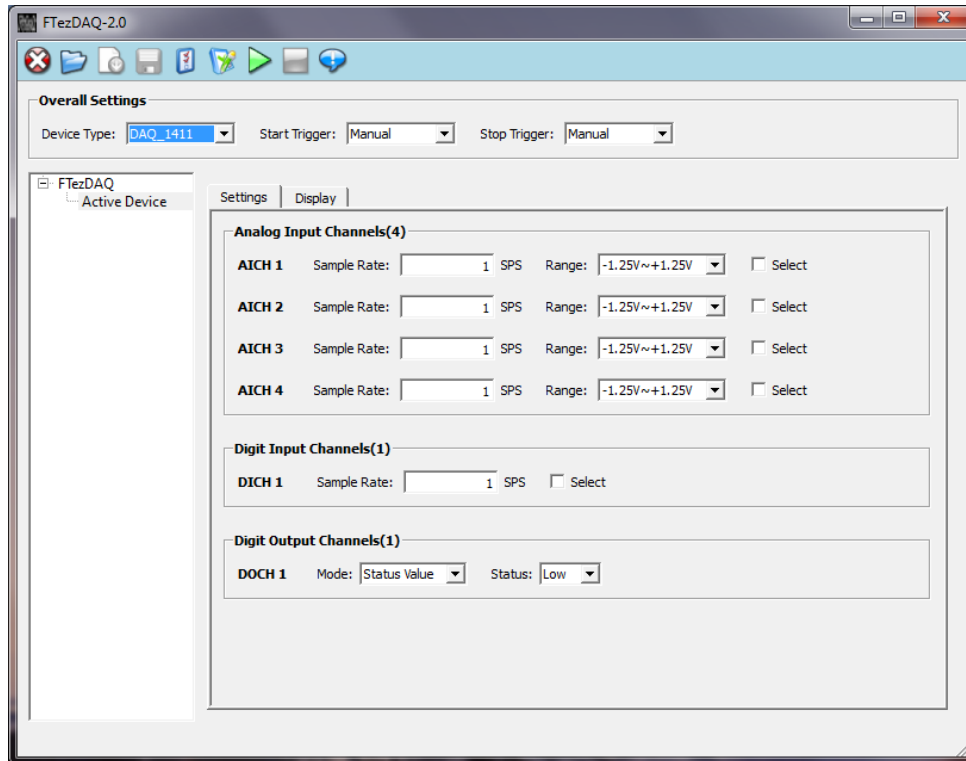 FTezDAQ-2.0
Overall Settings
Device Type: DAQ_1411 Start Trigger: Manual Stop Trigger: Manual
FTezDAQ
Active Device
Settings Display
Analog Input Channels(4)
AICH 1 Sample Rate: 1 SPS Range: -1.25V~+1.25V Select
AICH 2 Sample Rate: 1 SPS Range: -1.25V~+1.25V Select
AICH 3 Sample Rate: 1 SPS Range: -1.25V~+1.25V Select
AICH 4 Sample Rate: 1 SPS Range: -1.25V~+1.25V Select
Digit Input Channels(1)
DICH 1 Sample Rate: 1 SPS Select
Digit Output Channels(1)
DOCH 1 Mode: Status Value Status: Low